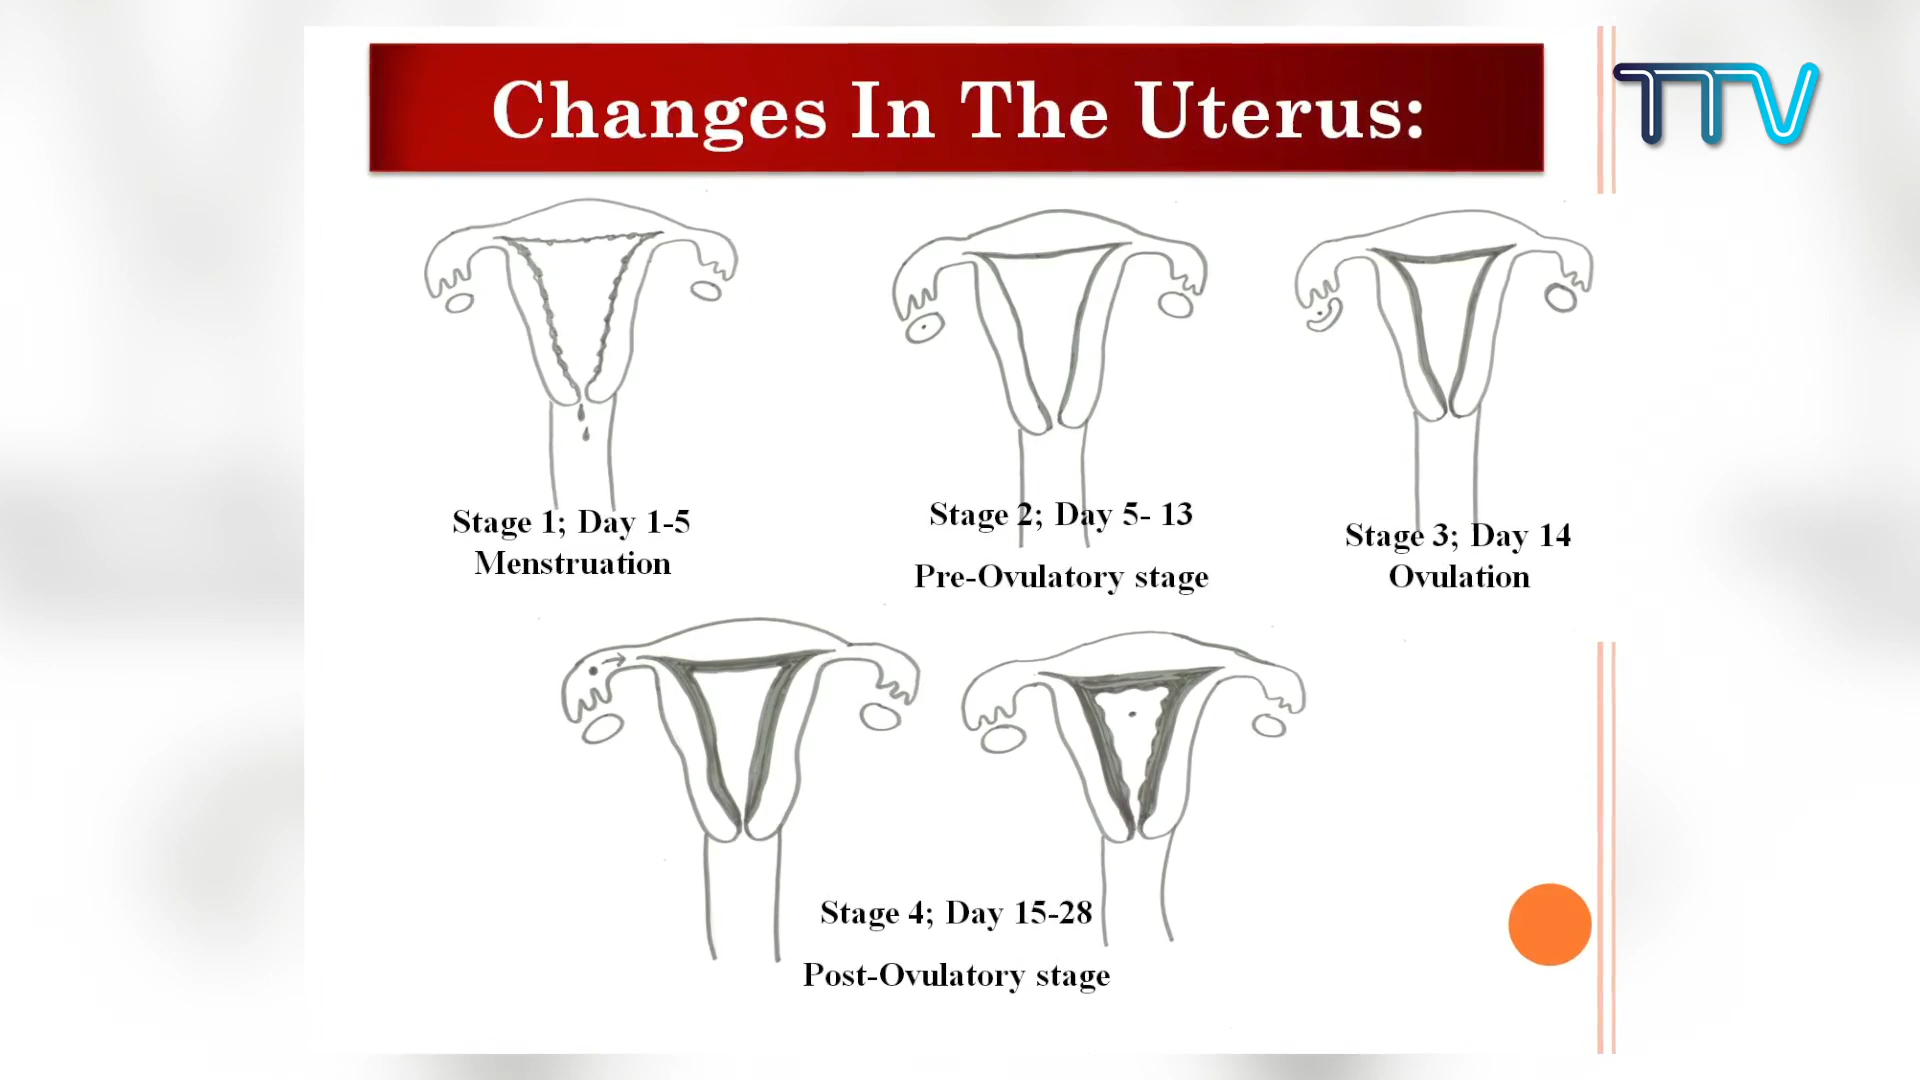 Changes In The Uterus:
TTV
Stage 1; Day 1-5
Menstruation
Stage 2; Day 5- 13
Pre-Ovulatory stage
Stage 3; Day 14
Ovulation
Stage 4; Day 15-28
Post-Ovulatory stage